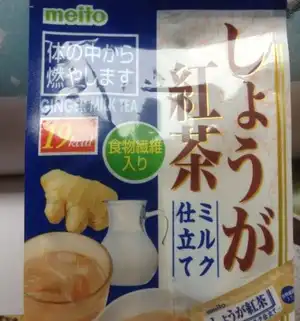 meito
体の中から
燃やします
GINGER MILK TEA
19kcal
食物繊維
入り
しょうが
紅茶
ミルク
仕立て
meito
しょうが紅茶